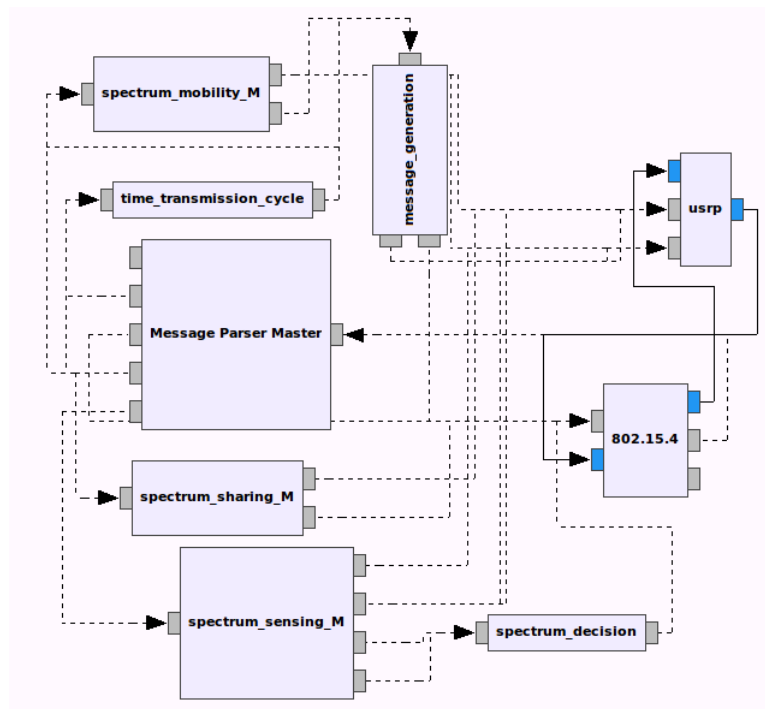 spectrum_mobility_M
message_generation
time_transmission_cycle
usrp
Message Parser Master
802.15.4
spectrum_sharing_M
spectrum_sensing_M
spectrum_decision